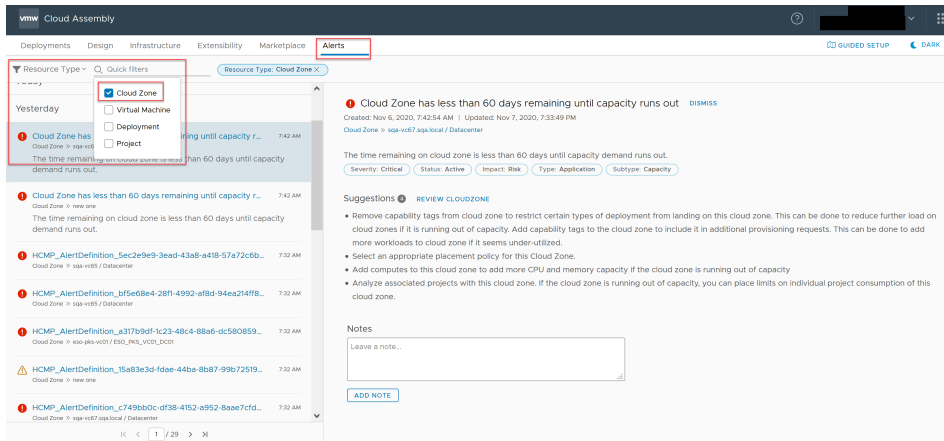 vmw Cloud Assembly
Deployments Design Infrastructure Extensibility Marketplace Alerts GUIDED SETUP DARK
Resource Type Quick filters Resource Type: Cloud Zone ×
Today
Cloud Zone
Virtual Machine
Deployment
Project
Yesterday
Cloud Zone has ining until capacity r... 7:42 AM
Cloud Zone » sqa-vc6
The time remaining on cloud zone is less than 60 days until capacity
demand runs out.
Cloud Zone has less than 60 days remaining until capacity r... 7:42 AM
Cloud Zone » new one
The time remaining on cloud zone is less than 60 days until capacity
demand runs out.
HCMP_AlertDefinition_5ec2e9e9-3ead-43a8-a418-57a72c6b... 7:32 AM
Cloud Zone » sqa-vc65 / Datacenter
HCMP_AlertDefinition_bf5e68e4-28f1-4992-af8d-94ea214ff8... 7:32 AM
Cloud Zone » sqa-vc65 / Datacenter
HCMP_AlertDefinition_a317b9df-1c23-48c4-88a6-dc580859... 7:32 AM
Cloud Zone » eso-pks-vc01 / ESO_PKS_VC01_DC01
HCMP_AlertDefinition_15a83e3d-fdae-44ba-8b87-99b72519... 7:32 AM
Cloud Zone » new one
HCMP_AlertDefinition_c749bb0c-df38-4152-a952-8aae7cfd... 7:32 AM
Cloud Zone » sqa-vc67.sqa.local / Datacenter
1 / 29
Cloud Zone has less than 60 days remaining until capacity runs out DISMISS
Created: Nov 6, 2020, 7:42:54 AM | Updated: Nov 7, 2020, 7:33:49 PM
Cloud Zone » sqa-vc67.sqa.local / Datacenter
The time remaining on cloud zone is less than 60 days until capacity demand runs out.
Severity: Critical Status: Active Impact: Risk Type: Application Subtype: Capacity
Suggestions 4 REVIEW CLOUDZONE
• Remove capability tags from cloud zone to restrict certain types of deployment from landing on this cloud zone. This can be done to reduce further load on
cloud zones if it is running out of capacity. Add capability tags to the cloud zone to include it in additional provisioning requests. This can be done to add
more workloads to cloud zone if it seems under-utilized.
• Select an appropriate placement policy for this Cloud Zone.
• Add computes to this cloud zone to add more CPU and memory capacity if the cloud zone is running out of capacity
• Analyze associated projects with this cloud zone. If the cloud zone is running out of capacity, you can place limits on individual project consumption of this
cloud zone.
Notes
Leave a note...
ADD NOTE